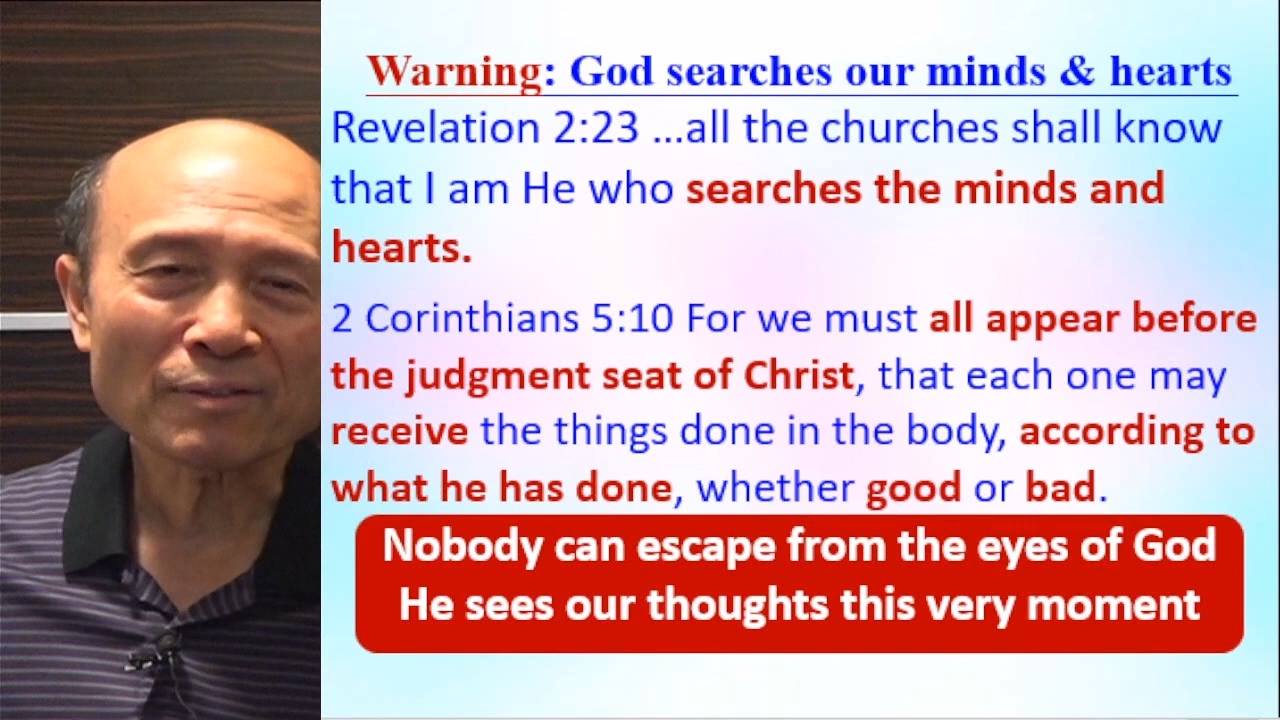 Warning: God searches our minds & hearts
Revelation 2:23 ...all the churches shall know
that I am He who searches the minds and
hearts.
2 Corinthians 5:10 For we must all appear before
the judgment seat of Christ, that each one may
receive the things done in the body, according to
what he has done, whether good or bad.
Nobody can escape from the eyes of God
He sees our thoughts this very moment